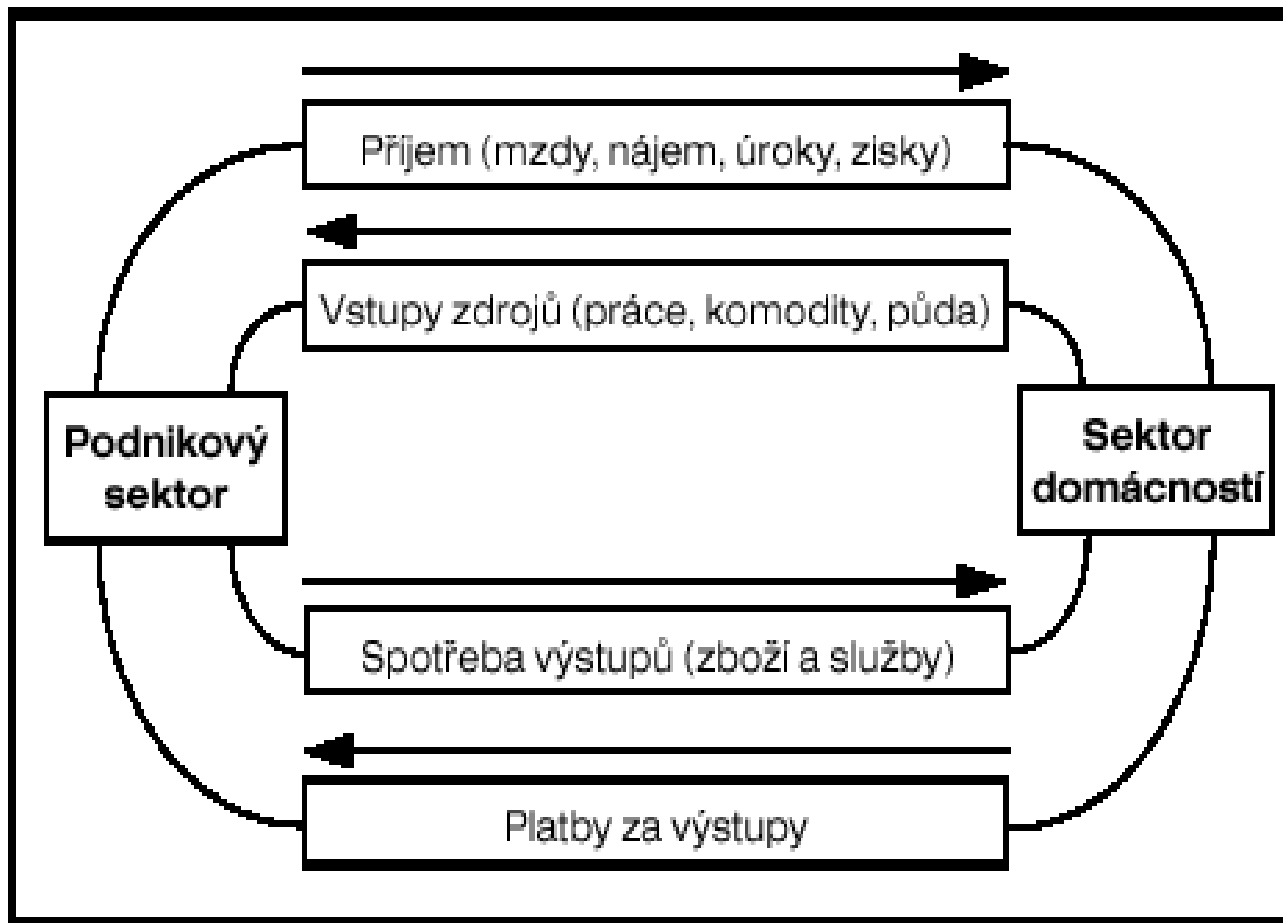 Příjem (mzdy, nájem, úroky, zisky)
Vstupy zdrojů (práce, komodity, půda)
Podnikový
sektor
Sektor
domácností
Spotřeba výstupů (zboží a služby)
Platby za výstupy